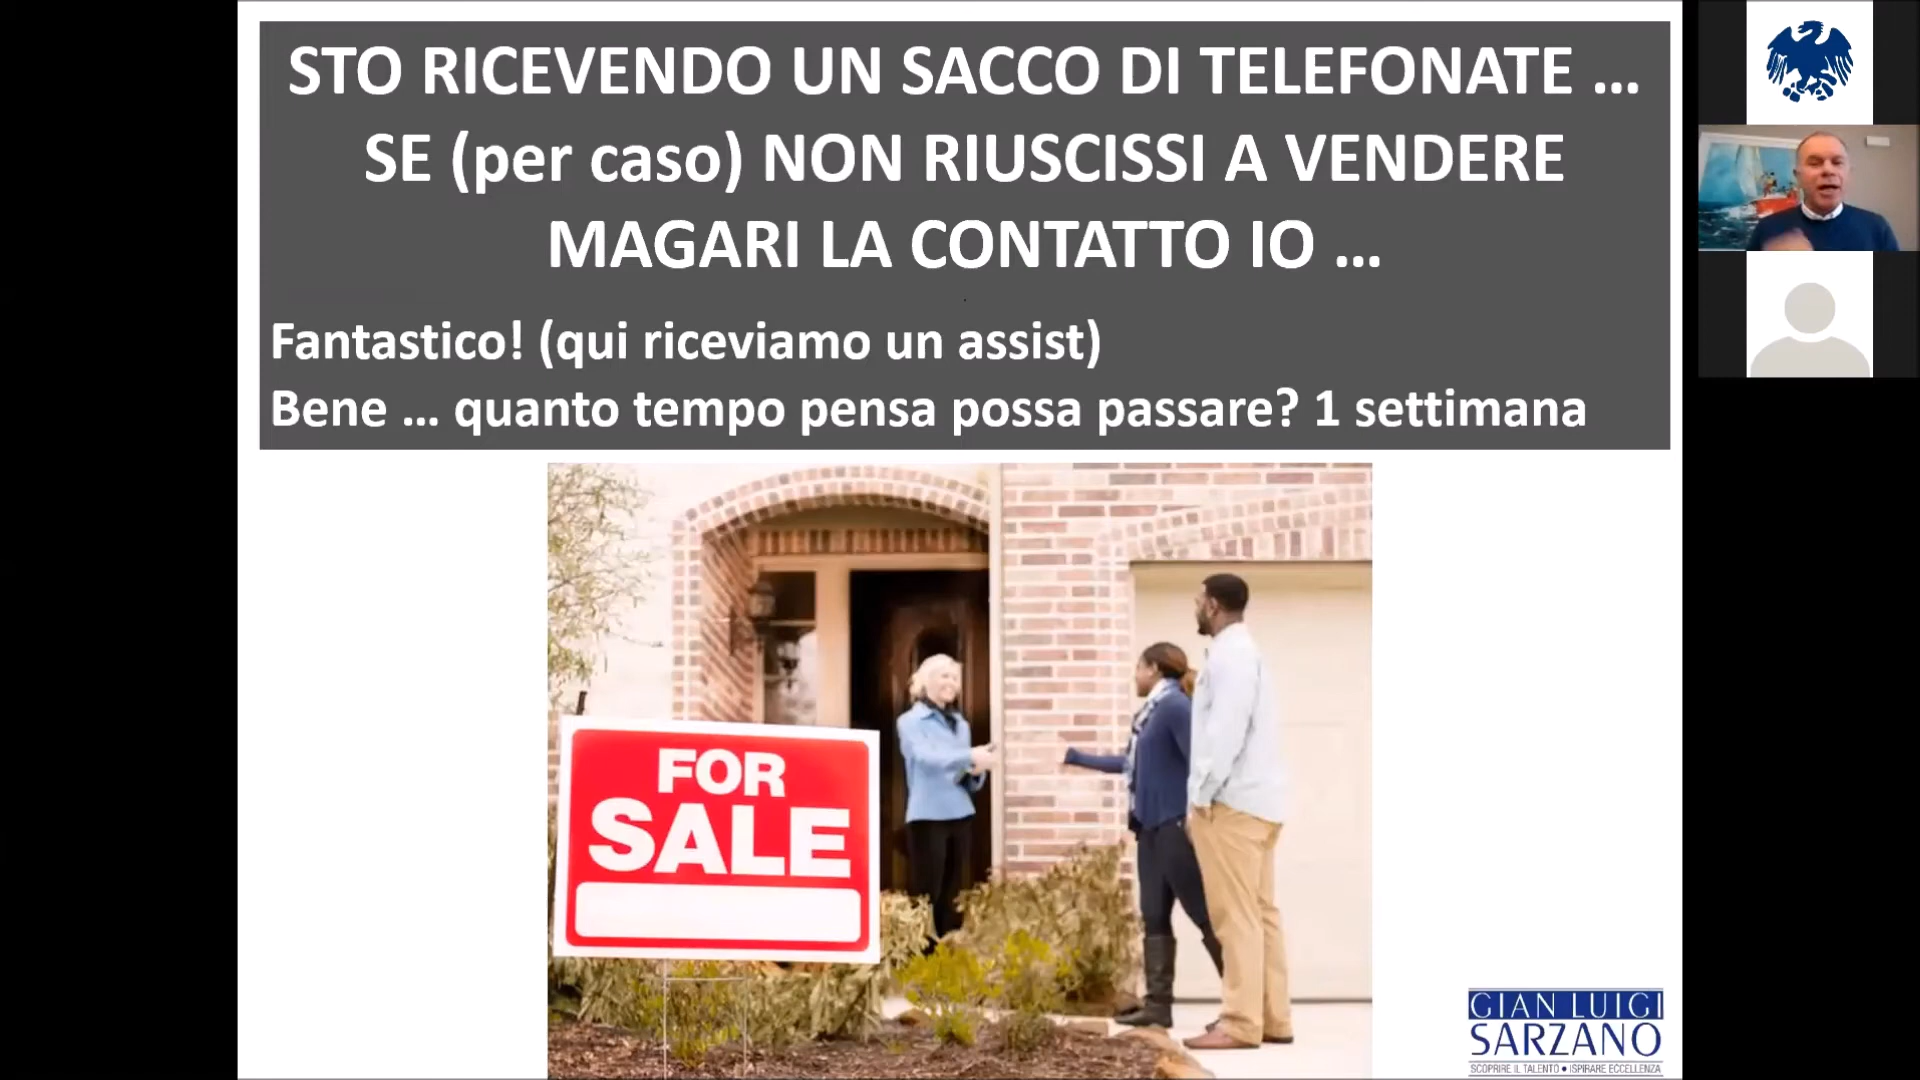 STO RICEVENDO UN SACCO DI TELEFONATE ...
SE (per caso) NON RIUSCISSI A VENDERE
MAGARI LA CONTATTO IO ...
Fantastico! (qui riceviamo un assist)
Bene ... quanto tempo pensa possa passare? 1 settimana
FOR
SALE
GIAN LUIGI
SARZANO
SCOPRIRE IL TALENTO • ISPIRARE ECCELLENZA